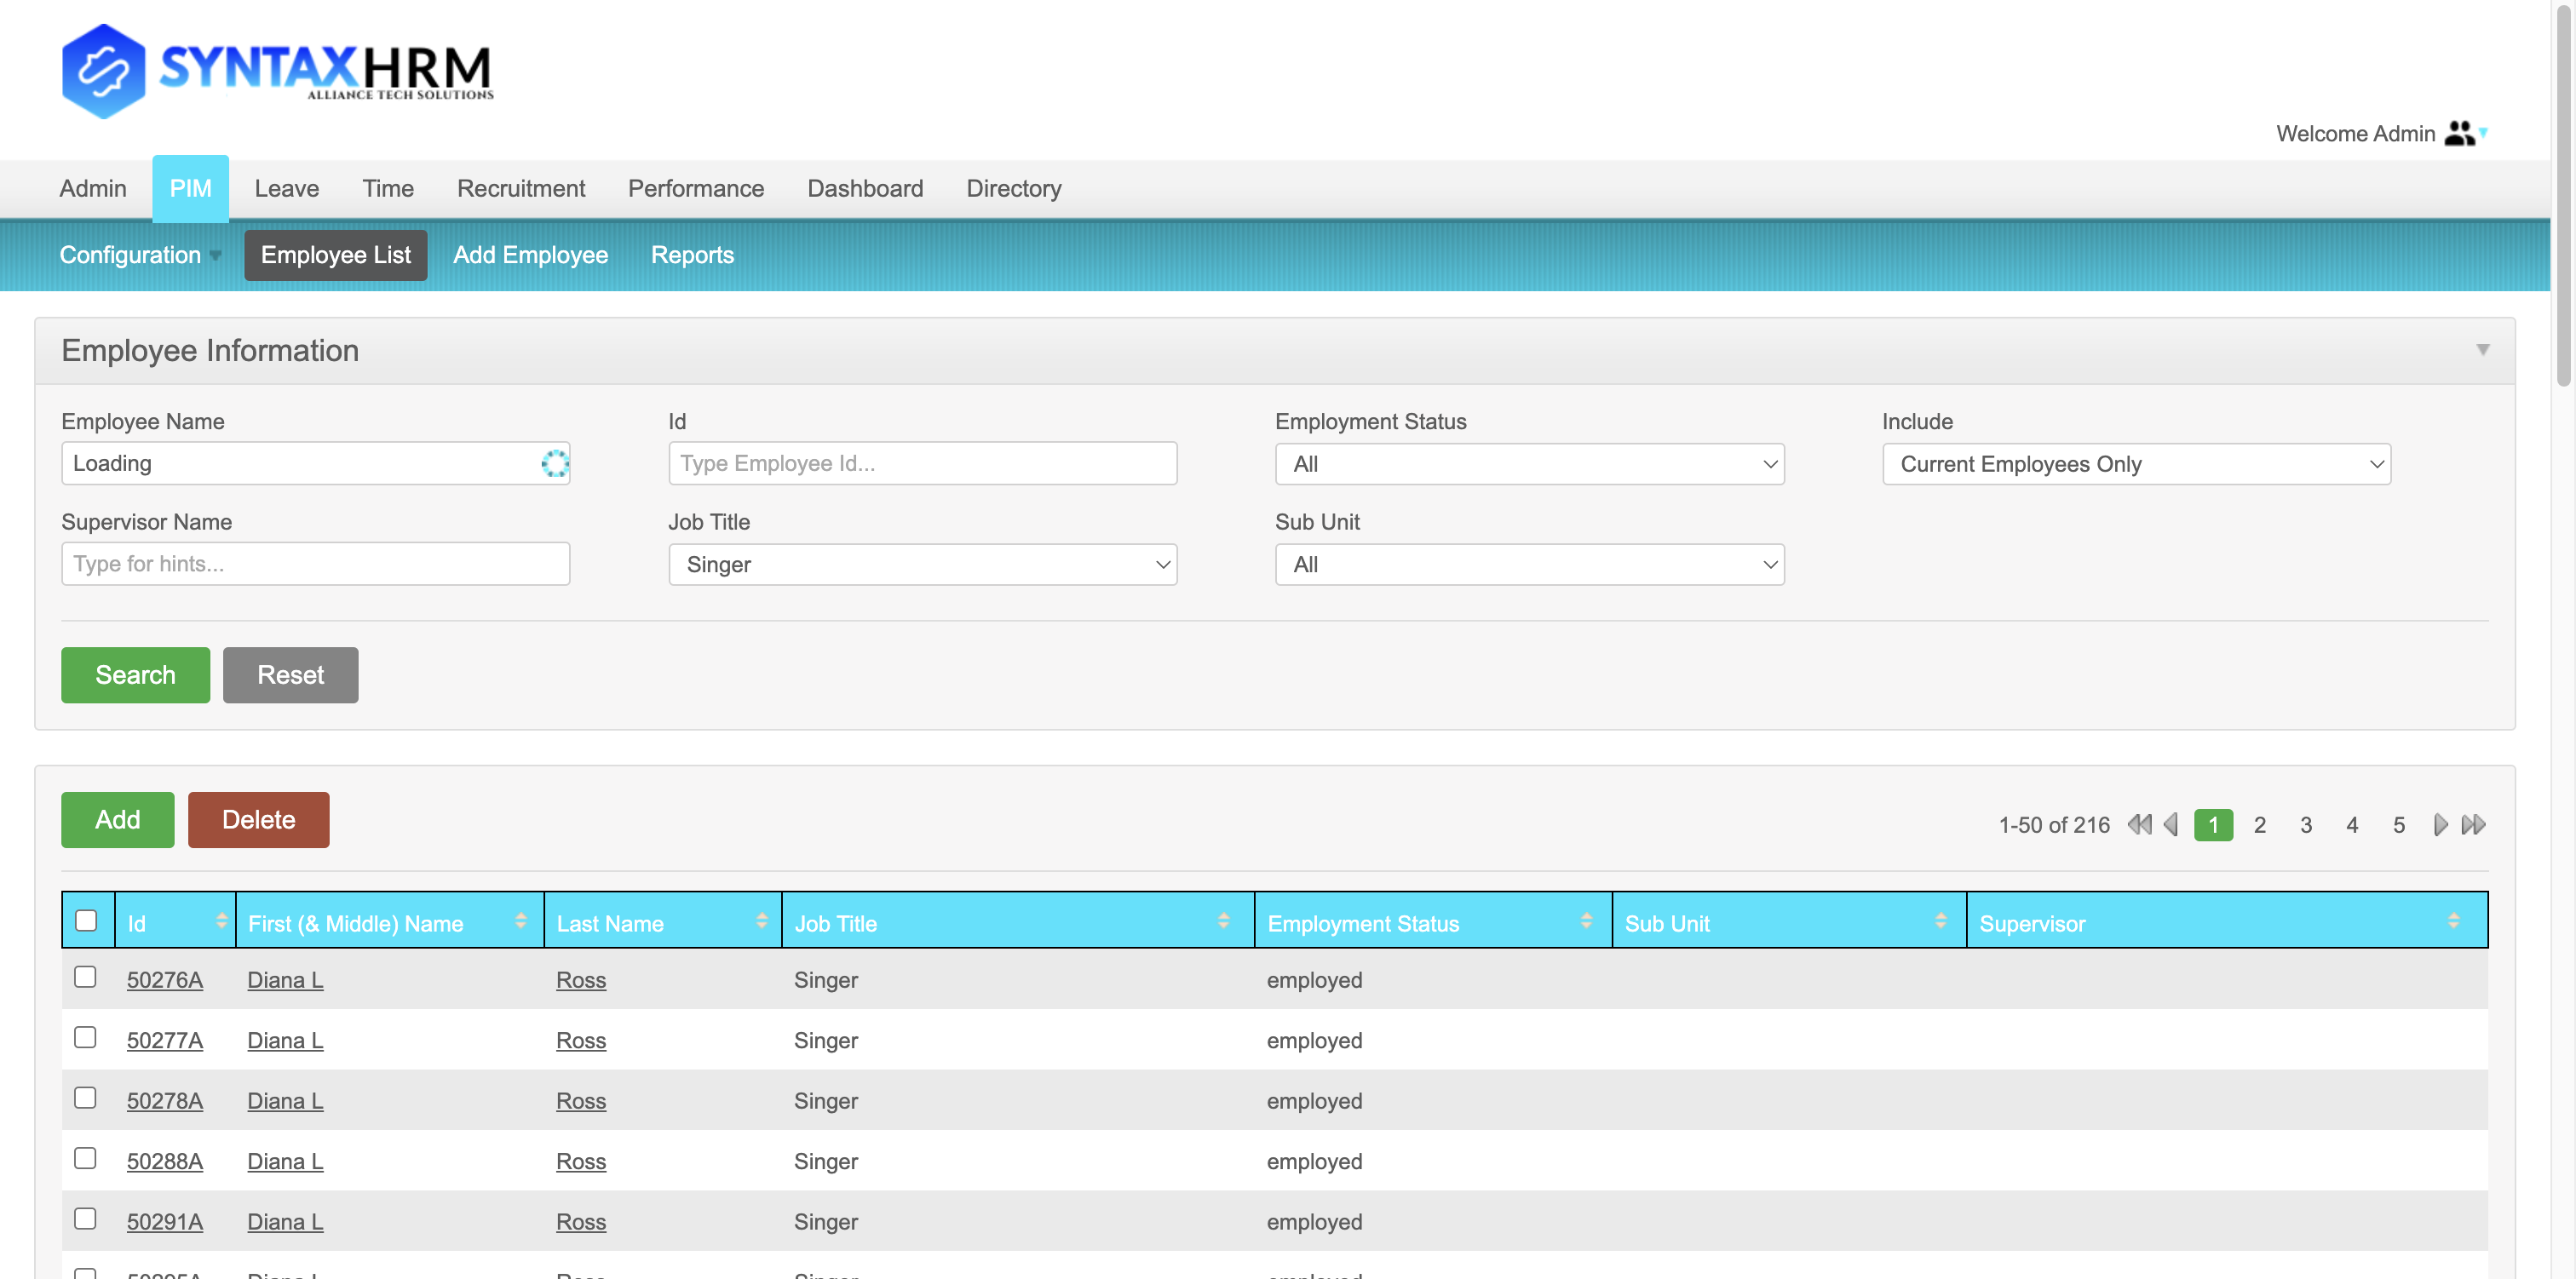 SYNTAXHRM
ALLIANCE TECH SOLUTIONS
Welcome Admin
Admin PIM Leave Time Recruitment Performance Dashboard Directory
Configuration Employee List Add Employee Reports
Employee Information
Employee Name Id Employment Status Include
Loading Type Employee Id... All Current Employees Only
Supervisor Name Job Title Sub Unit
Type for hints... Singer All
Search Reset
Add Delete 1-50 of 216 1 2 3 4 5
Id First (& Middle) Name Last Name Job Title Employment Status Sub Unit Supervisor
50276A Diana L Ross Singer employed
50277A Diana L Ross Singer employed
50278A Diana L Ross Singer employed
50288A Diana L Ross Singer employed
50291A Diana L Ross Singer employed